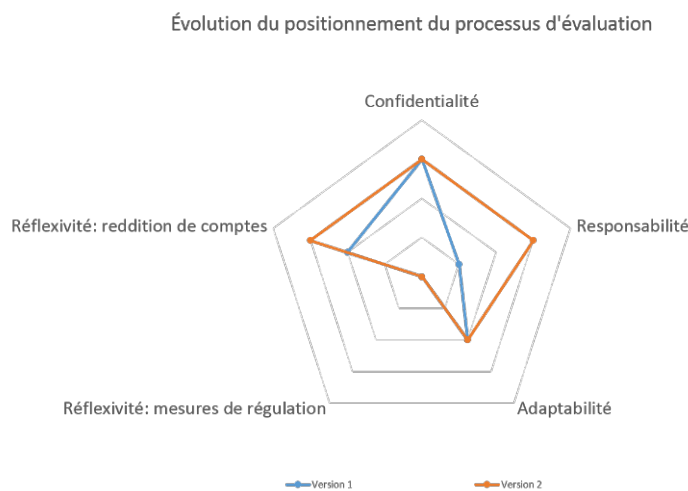 Évolution du positionnement du processus d'évaluation
Confidentialité
Réflexivité: reddition de comptes
Responsabilité
Réflexivité: mesures de régulation
Adaptabilité
Version 1
Version 2